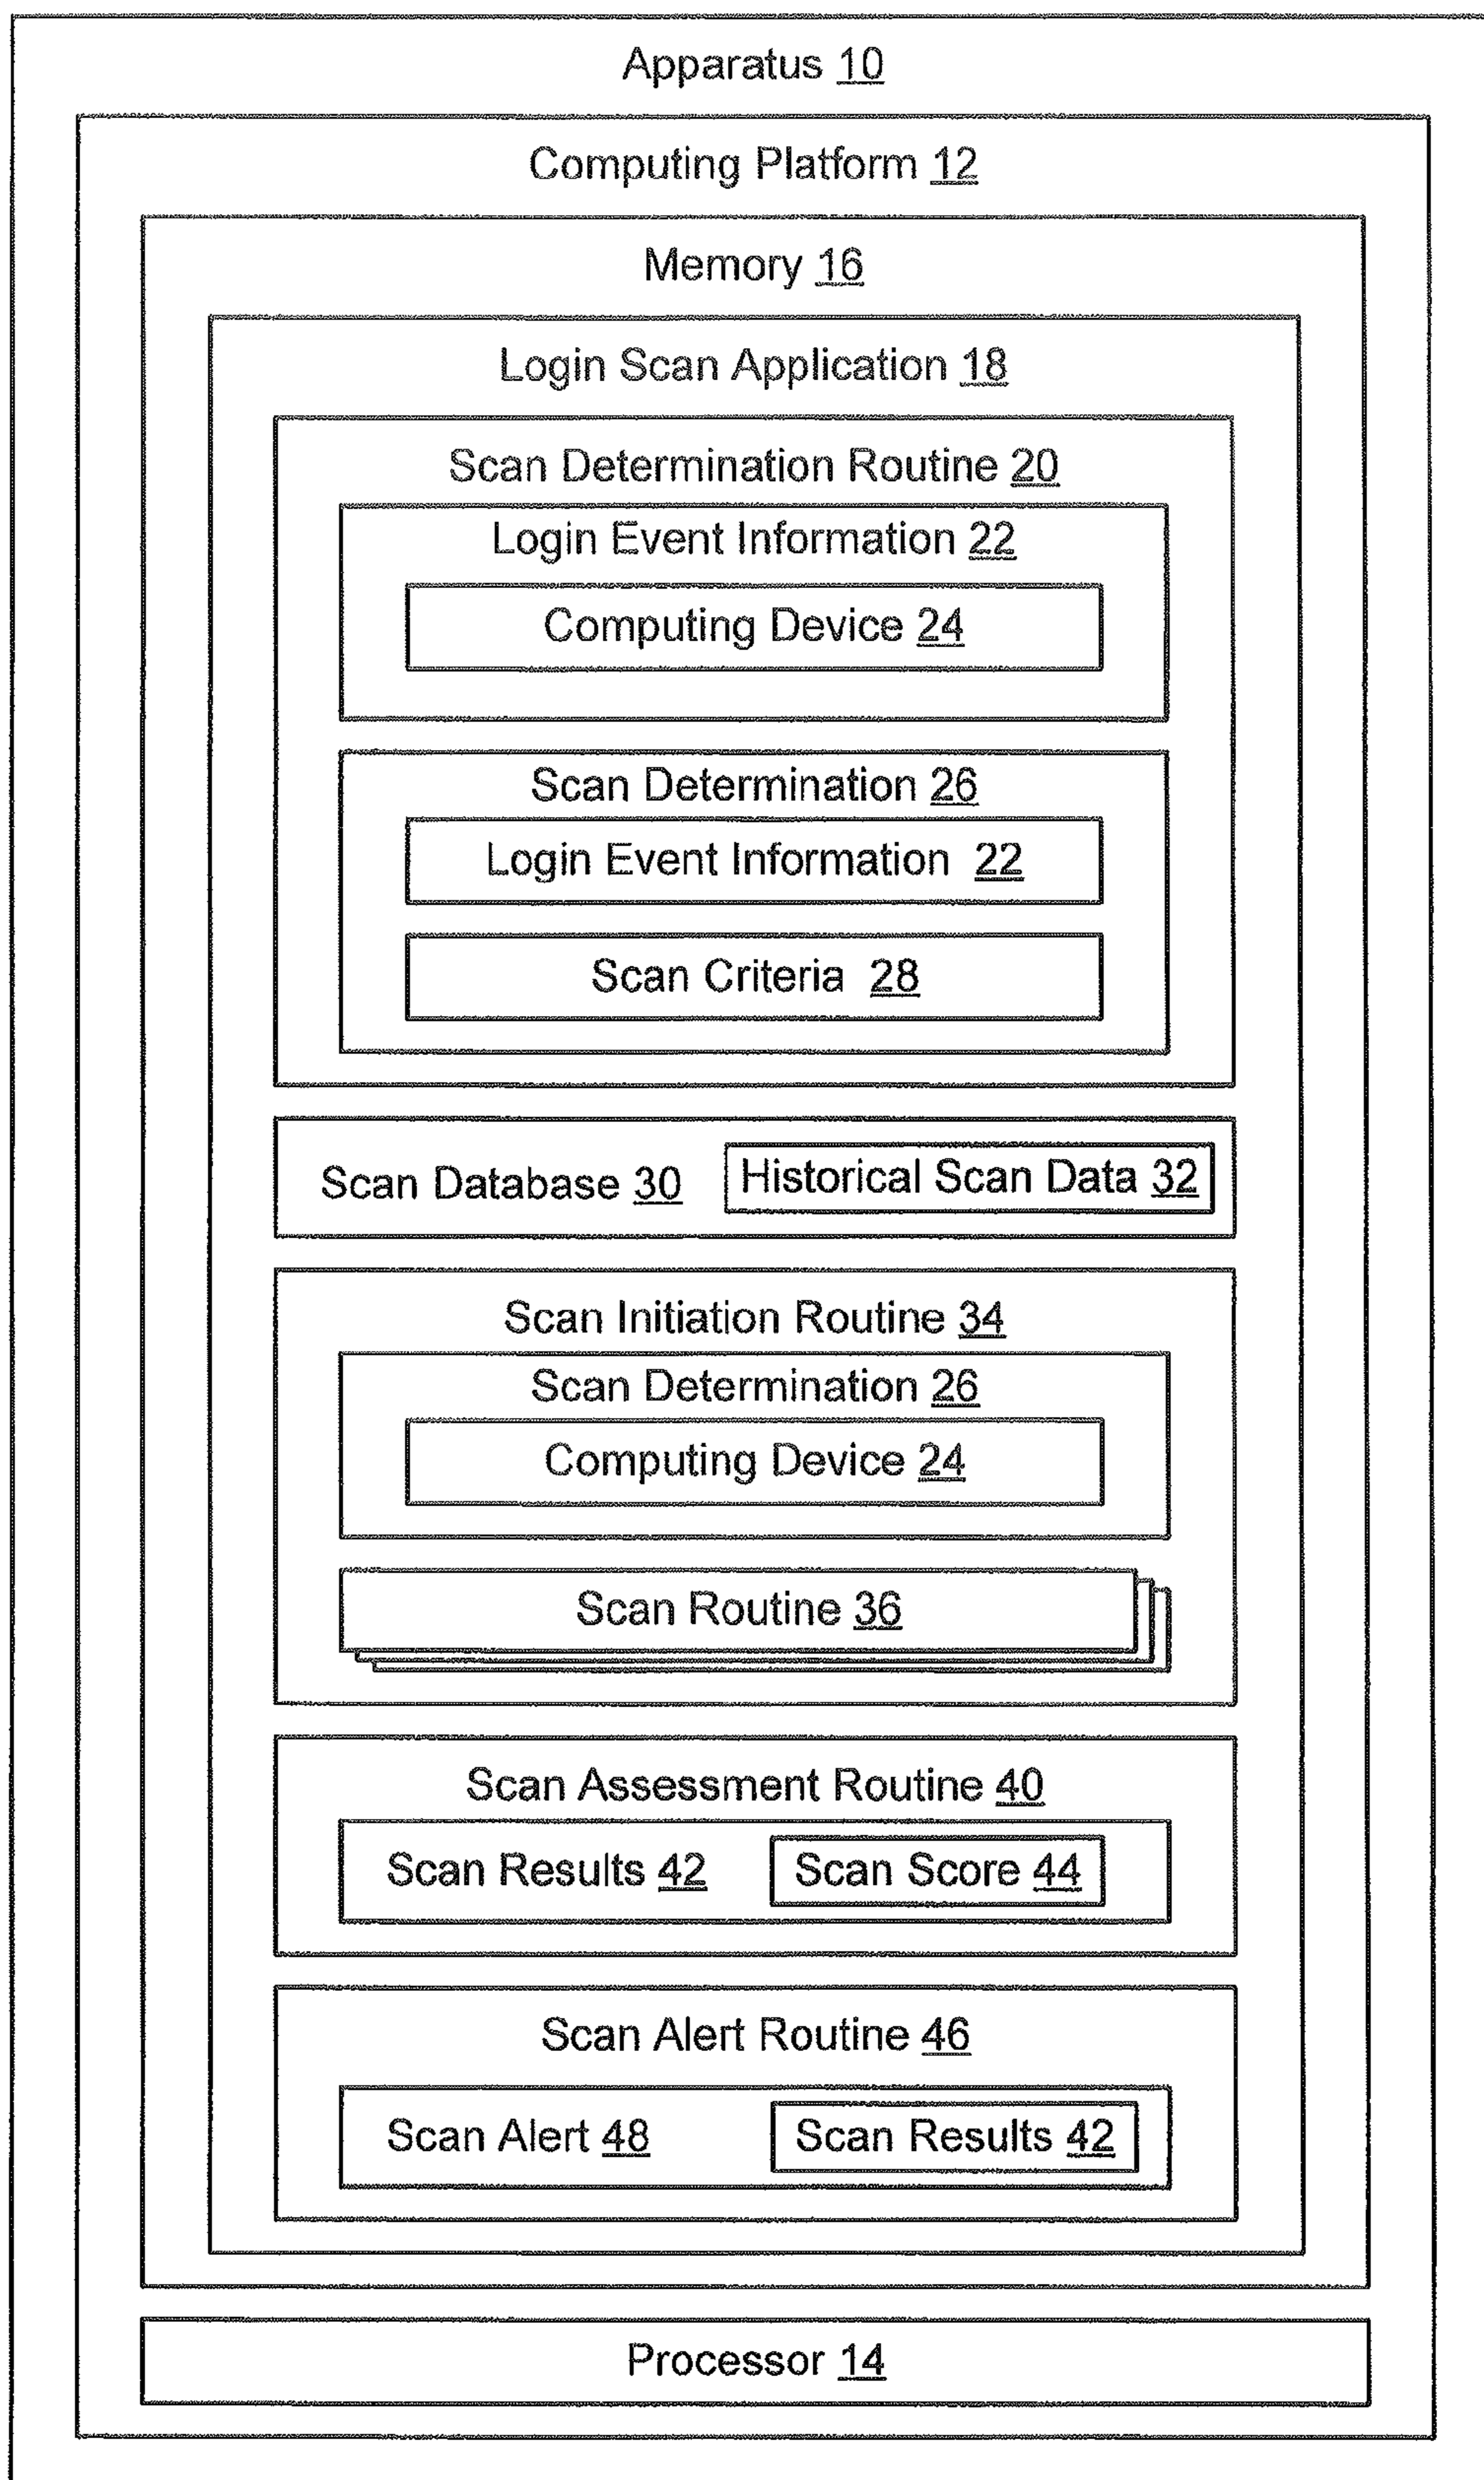 Apparatus 10
Computing Platform 12
Memory 16
Login Scan Application 18
Scan Determination Routine 20
Login Event Information 22
Computing Device 24
Scan Determination 26
Login Event Information 22
Scan Criteria 28
Scan Database 30
Historical Scan Data 32
Scan Initiation Routine 34
Scan Determination 26
Computing Device 24
Scan Routine 36
Scan Assessment Routine 40
Scan Results 42
Scan Score 44
Scan Alert Routine 46
Scan Alert 48
Scan Results 42
Processor 14